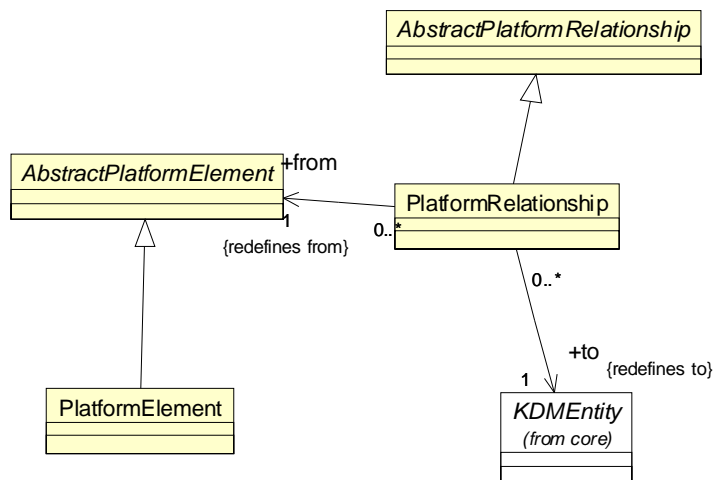 AbstractPlatformRelationship
AbstractPlatformElement
+from
PlatformRelationship
1
0..*
{redefines from}
0..*
+to
{redefines to}
1
PlatformElement
KDMEntity
(from core)